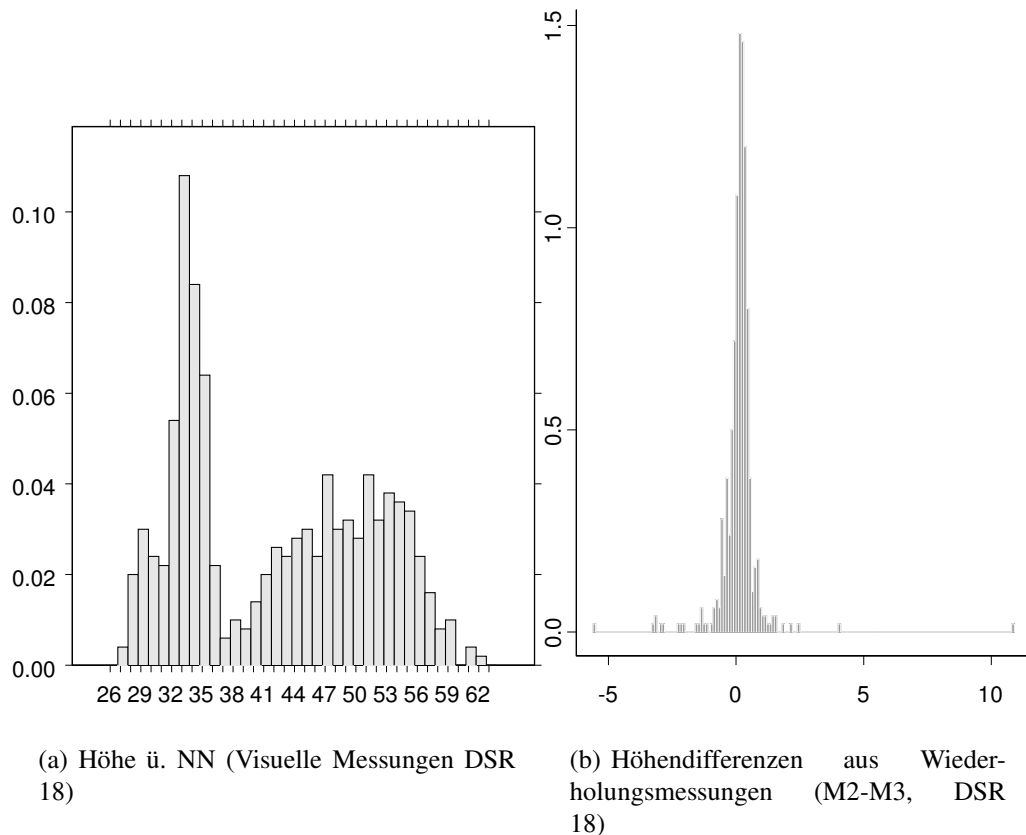 0.10
0.08
0.06
0.04
0.02
0.00
26 29 32 35 38 41 44 47 50 53 56 59 62
1.5
1.0
0.5
0.0
-5 0 5 10
(a) Höhe ü. NN (Visuelle Messungen DSR
18)
(b) Höhendifferenzen aus Wieder-
holungsmessungen (M2-M3, DSR
18)